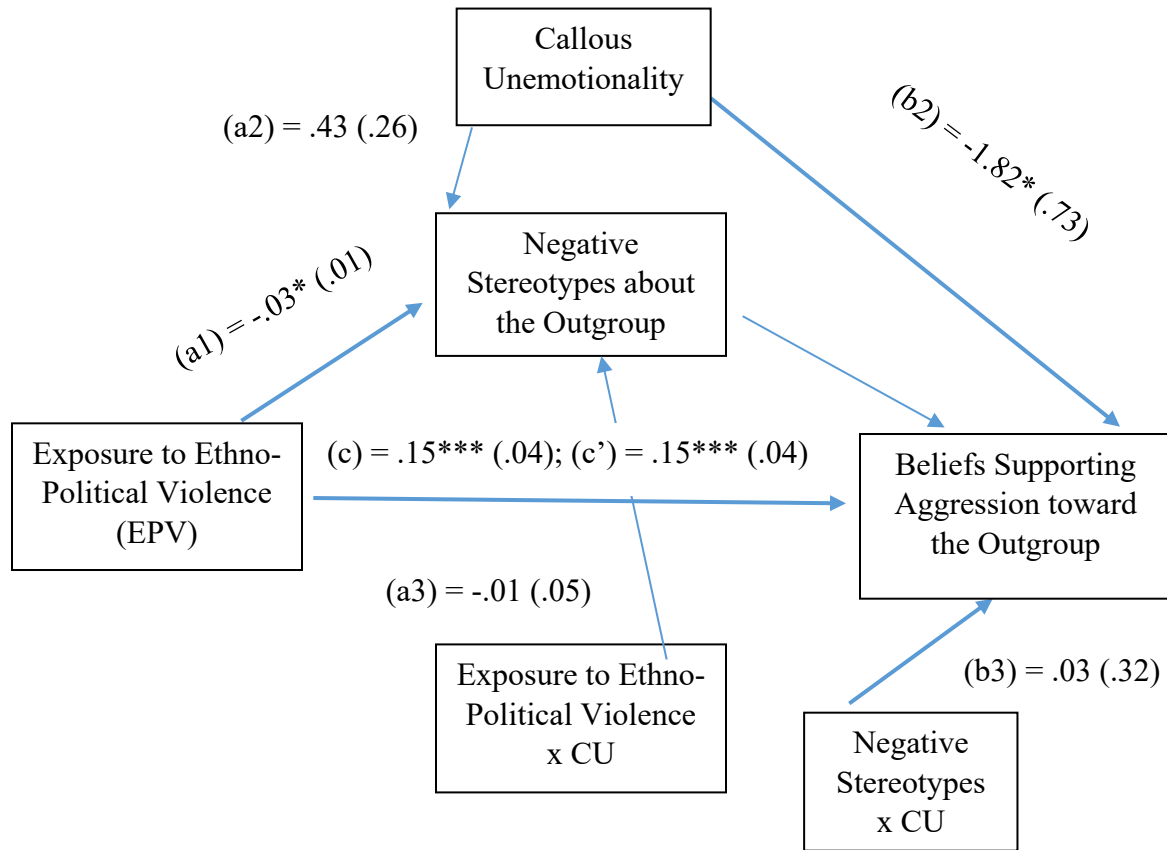 Callous
Unemotionality
(a2) = .43 (.26)
(b2) = -1.82* (.73)
Negative
Stereotypes about
the Outgroup
(a1) = -.03* (.01)
Exposure to Ethno-
Political Violence
(EPV)
(c) = .15*** (.04); (c’) = .15*** (.04)
Beliefs Supporting
Aggression toward
the Outgroup
(a3) = -.01 (.05)
Exposure to Ethno-
Political Violence
x CU
(b3) = .03 (.32)
Negative
Stereotypes
x CU